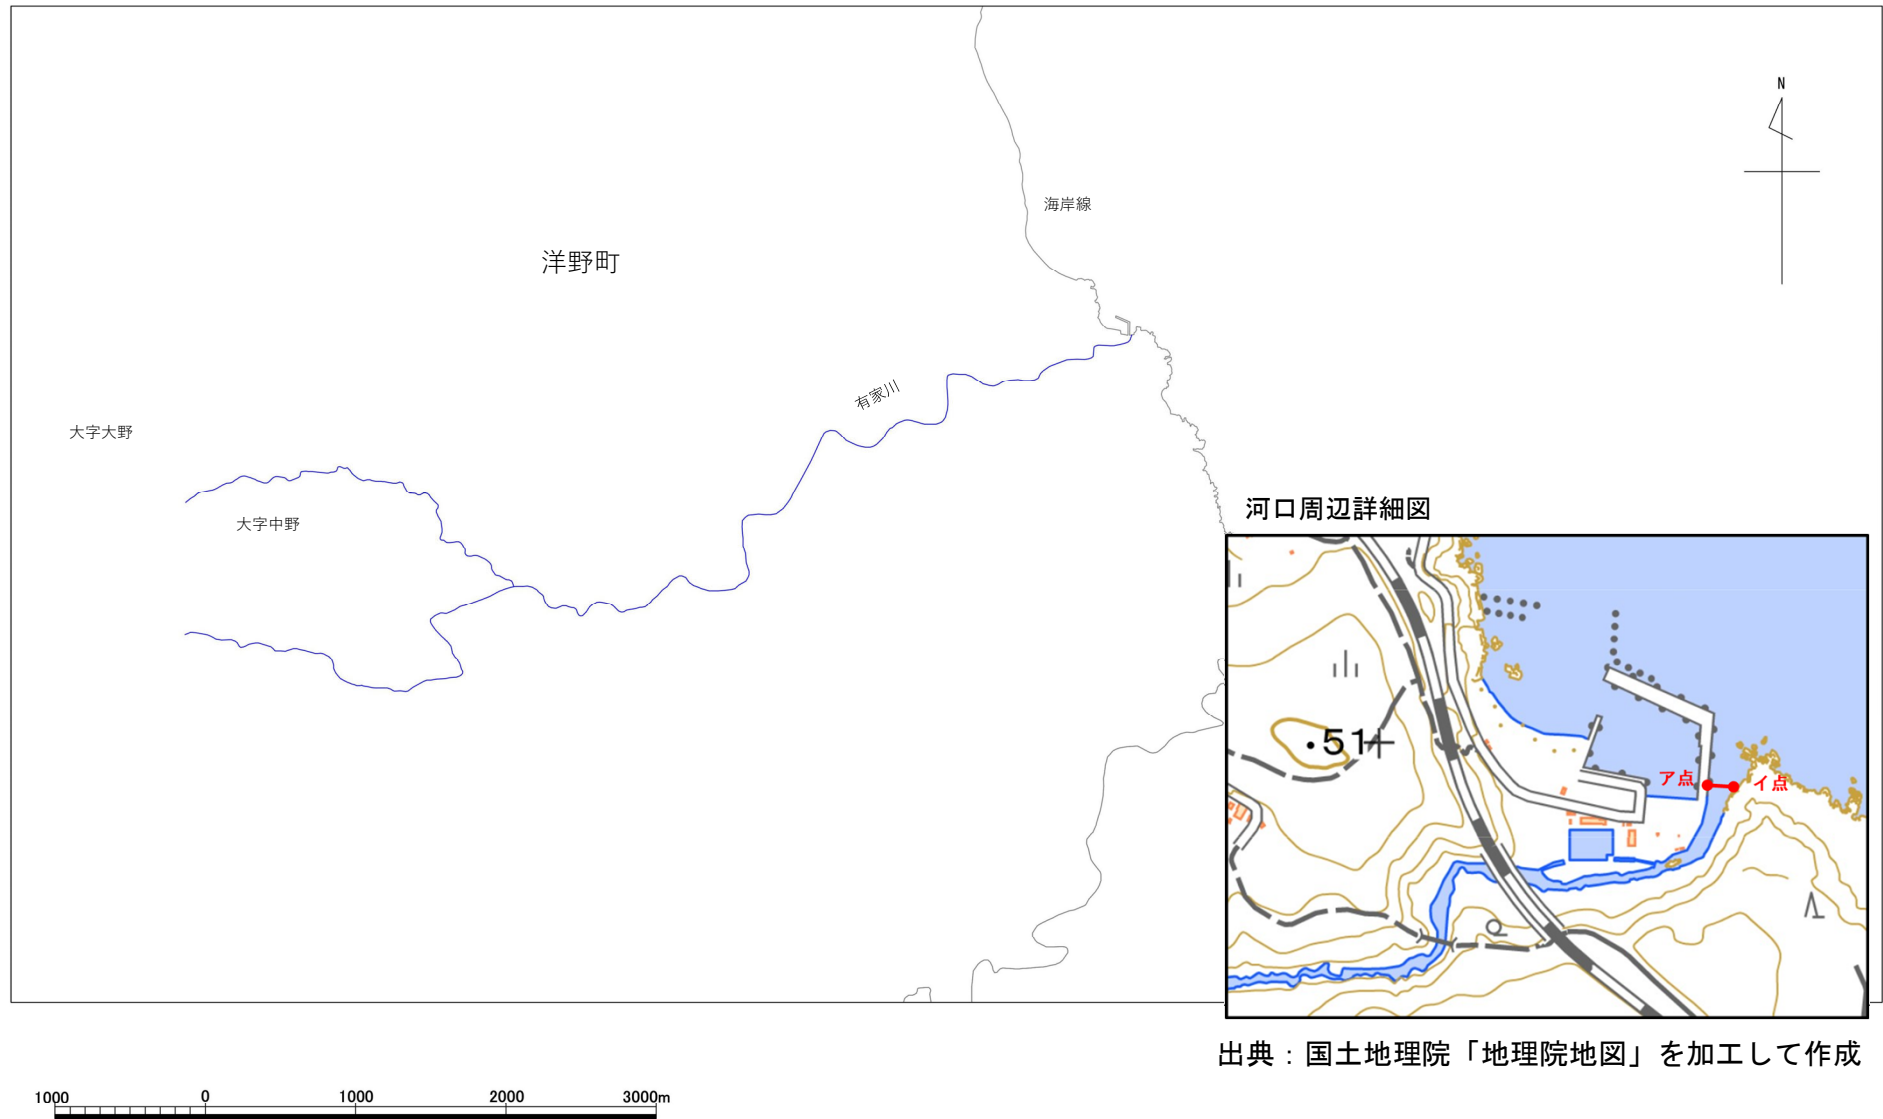 N
海岸線
洋野町
有家川
大字大野
大字中野
河口周辺詳細図
・51
ア点
イ点
出典：国土地理院「地理院地図」を加工して作成
1000 0 1000 2000 3000m